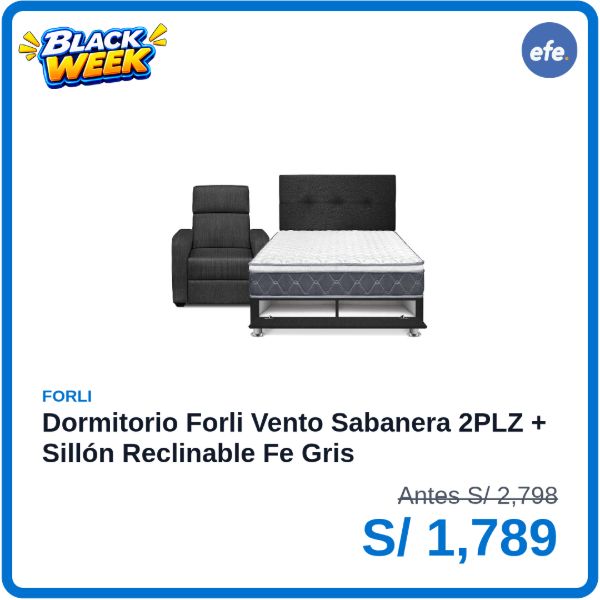 BLACK
WEEK
efe.
FORLI
Dormitorio Forli Vento Sabanera 2PLZ +
Sillón Reclinable Fe Gris
Antes S/ 2,798
S/ 1,789